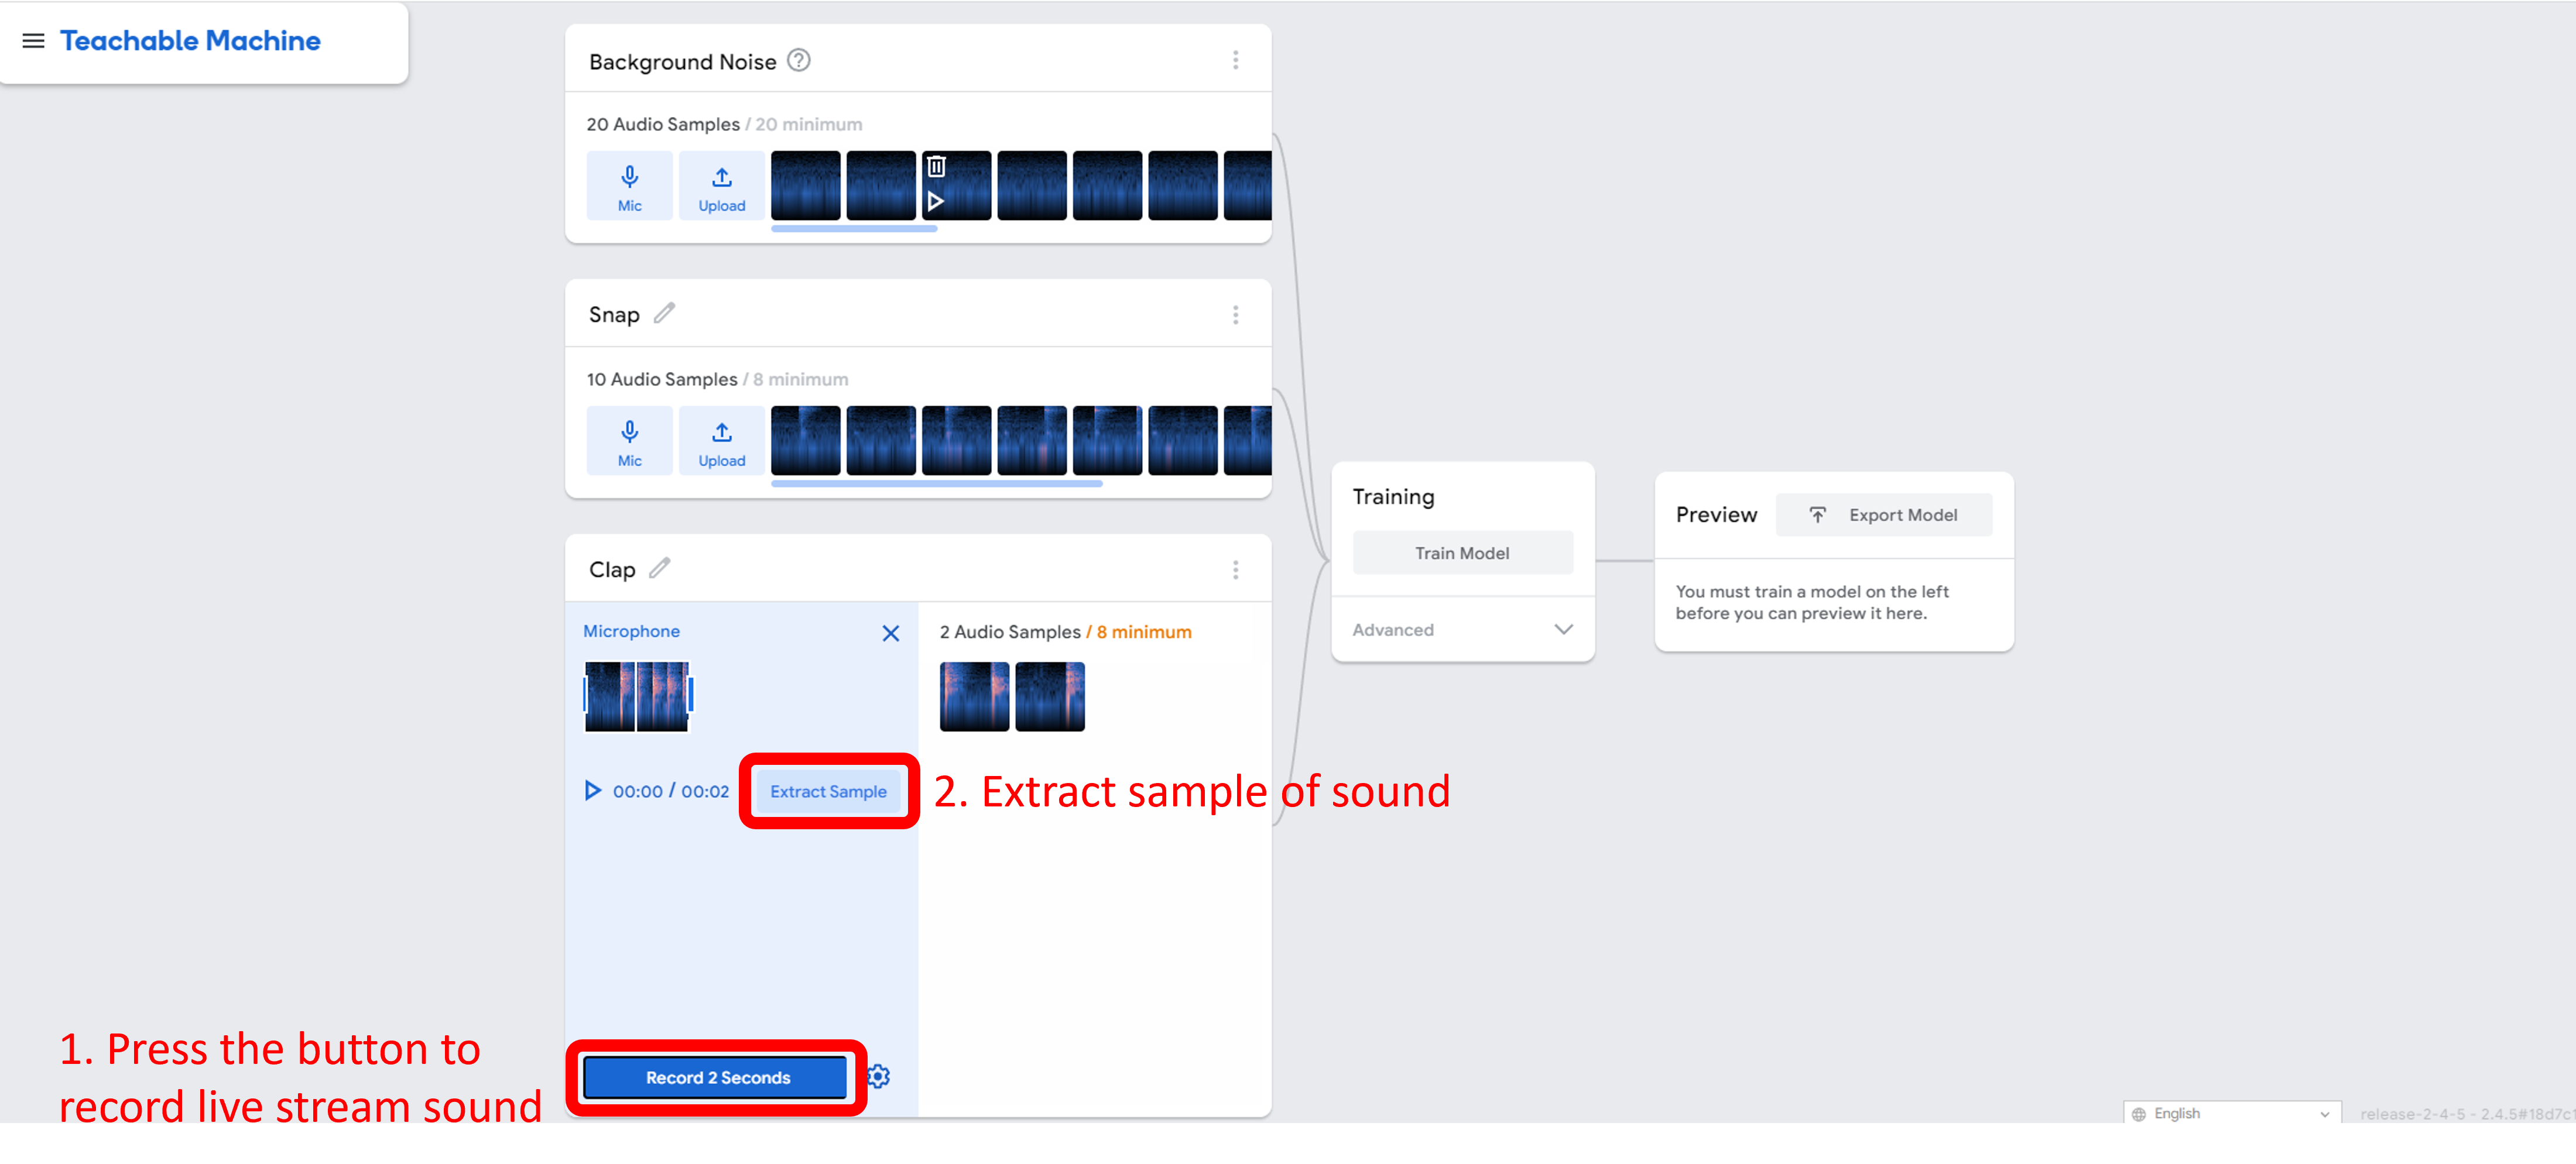 Teachable Machine
Background Noise
20 Audio Samples / 20 minimum
Mic
Upload
Snap
10 Audio Samples / 8 minimum
Mic
Upload
Clap
Microphone
2 Audio Samples / 8 minimum
00:00 / 00:02
Extract Sample
2. Extract sample of sound
Record 2 Seconds
1. Press the button to
record live stream sound
Training
Train Model
Advanced
Preview
Export Model
You must train a model on the left
before you can preview it here.
English
release-2-4-5 - 2.4.5#18d7c1